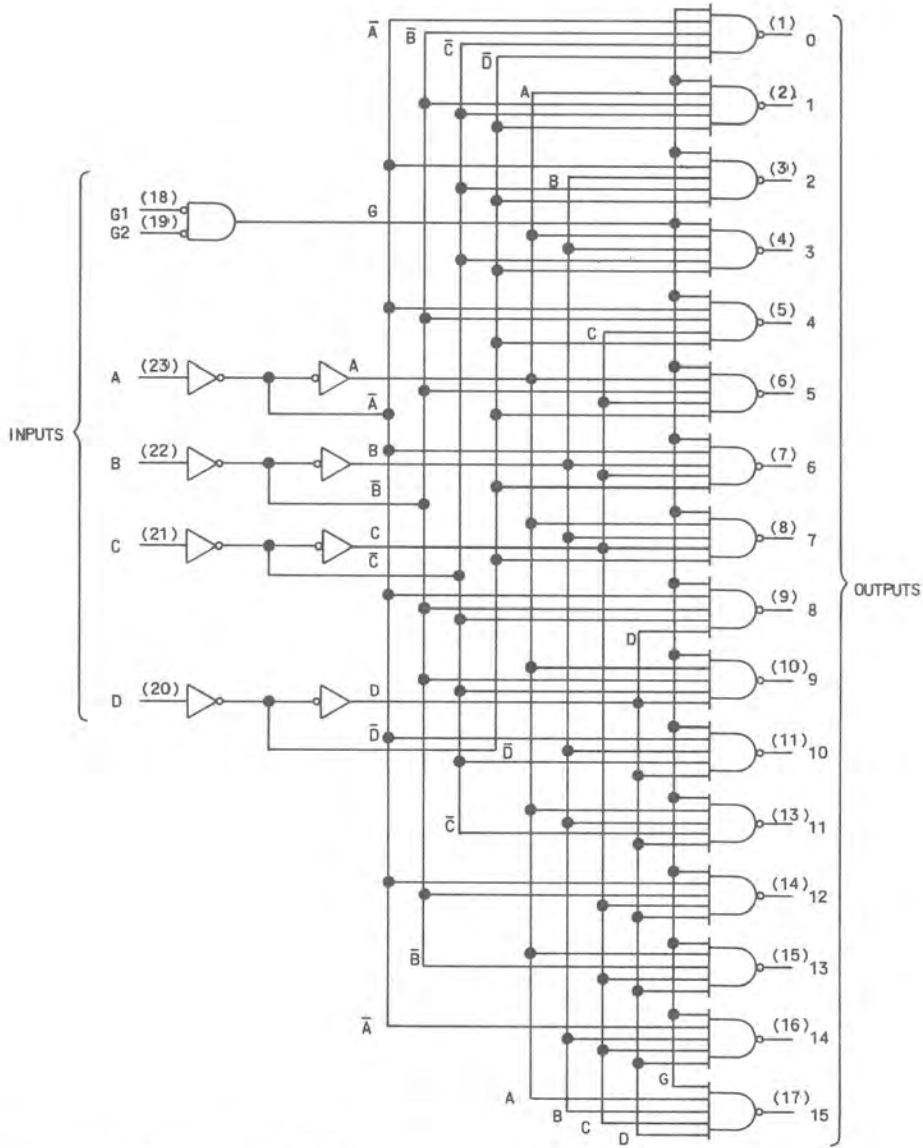 A̅ B̅ C̅ D̅ (1) 0
A (2) 1
B (3) 2
G1 (18)
G2 (19) G (4) 3
C (5) 4
A (23) A A̅ (6) 5
INPUTS
B (22) B B̅ (7) 6
C (21) C C̅ (8) 7
OUTPUTS
D (9) 8
D (20) D (10) 9
D̅ D̅ (11) 10
C̅ (13) 11
(14) 12
B̅ (15) 13
A̅ (16) 14
G A B C D (17) 15